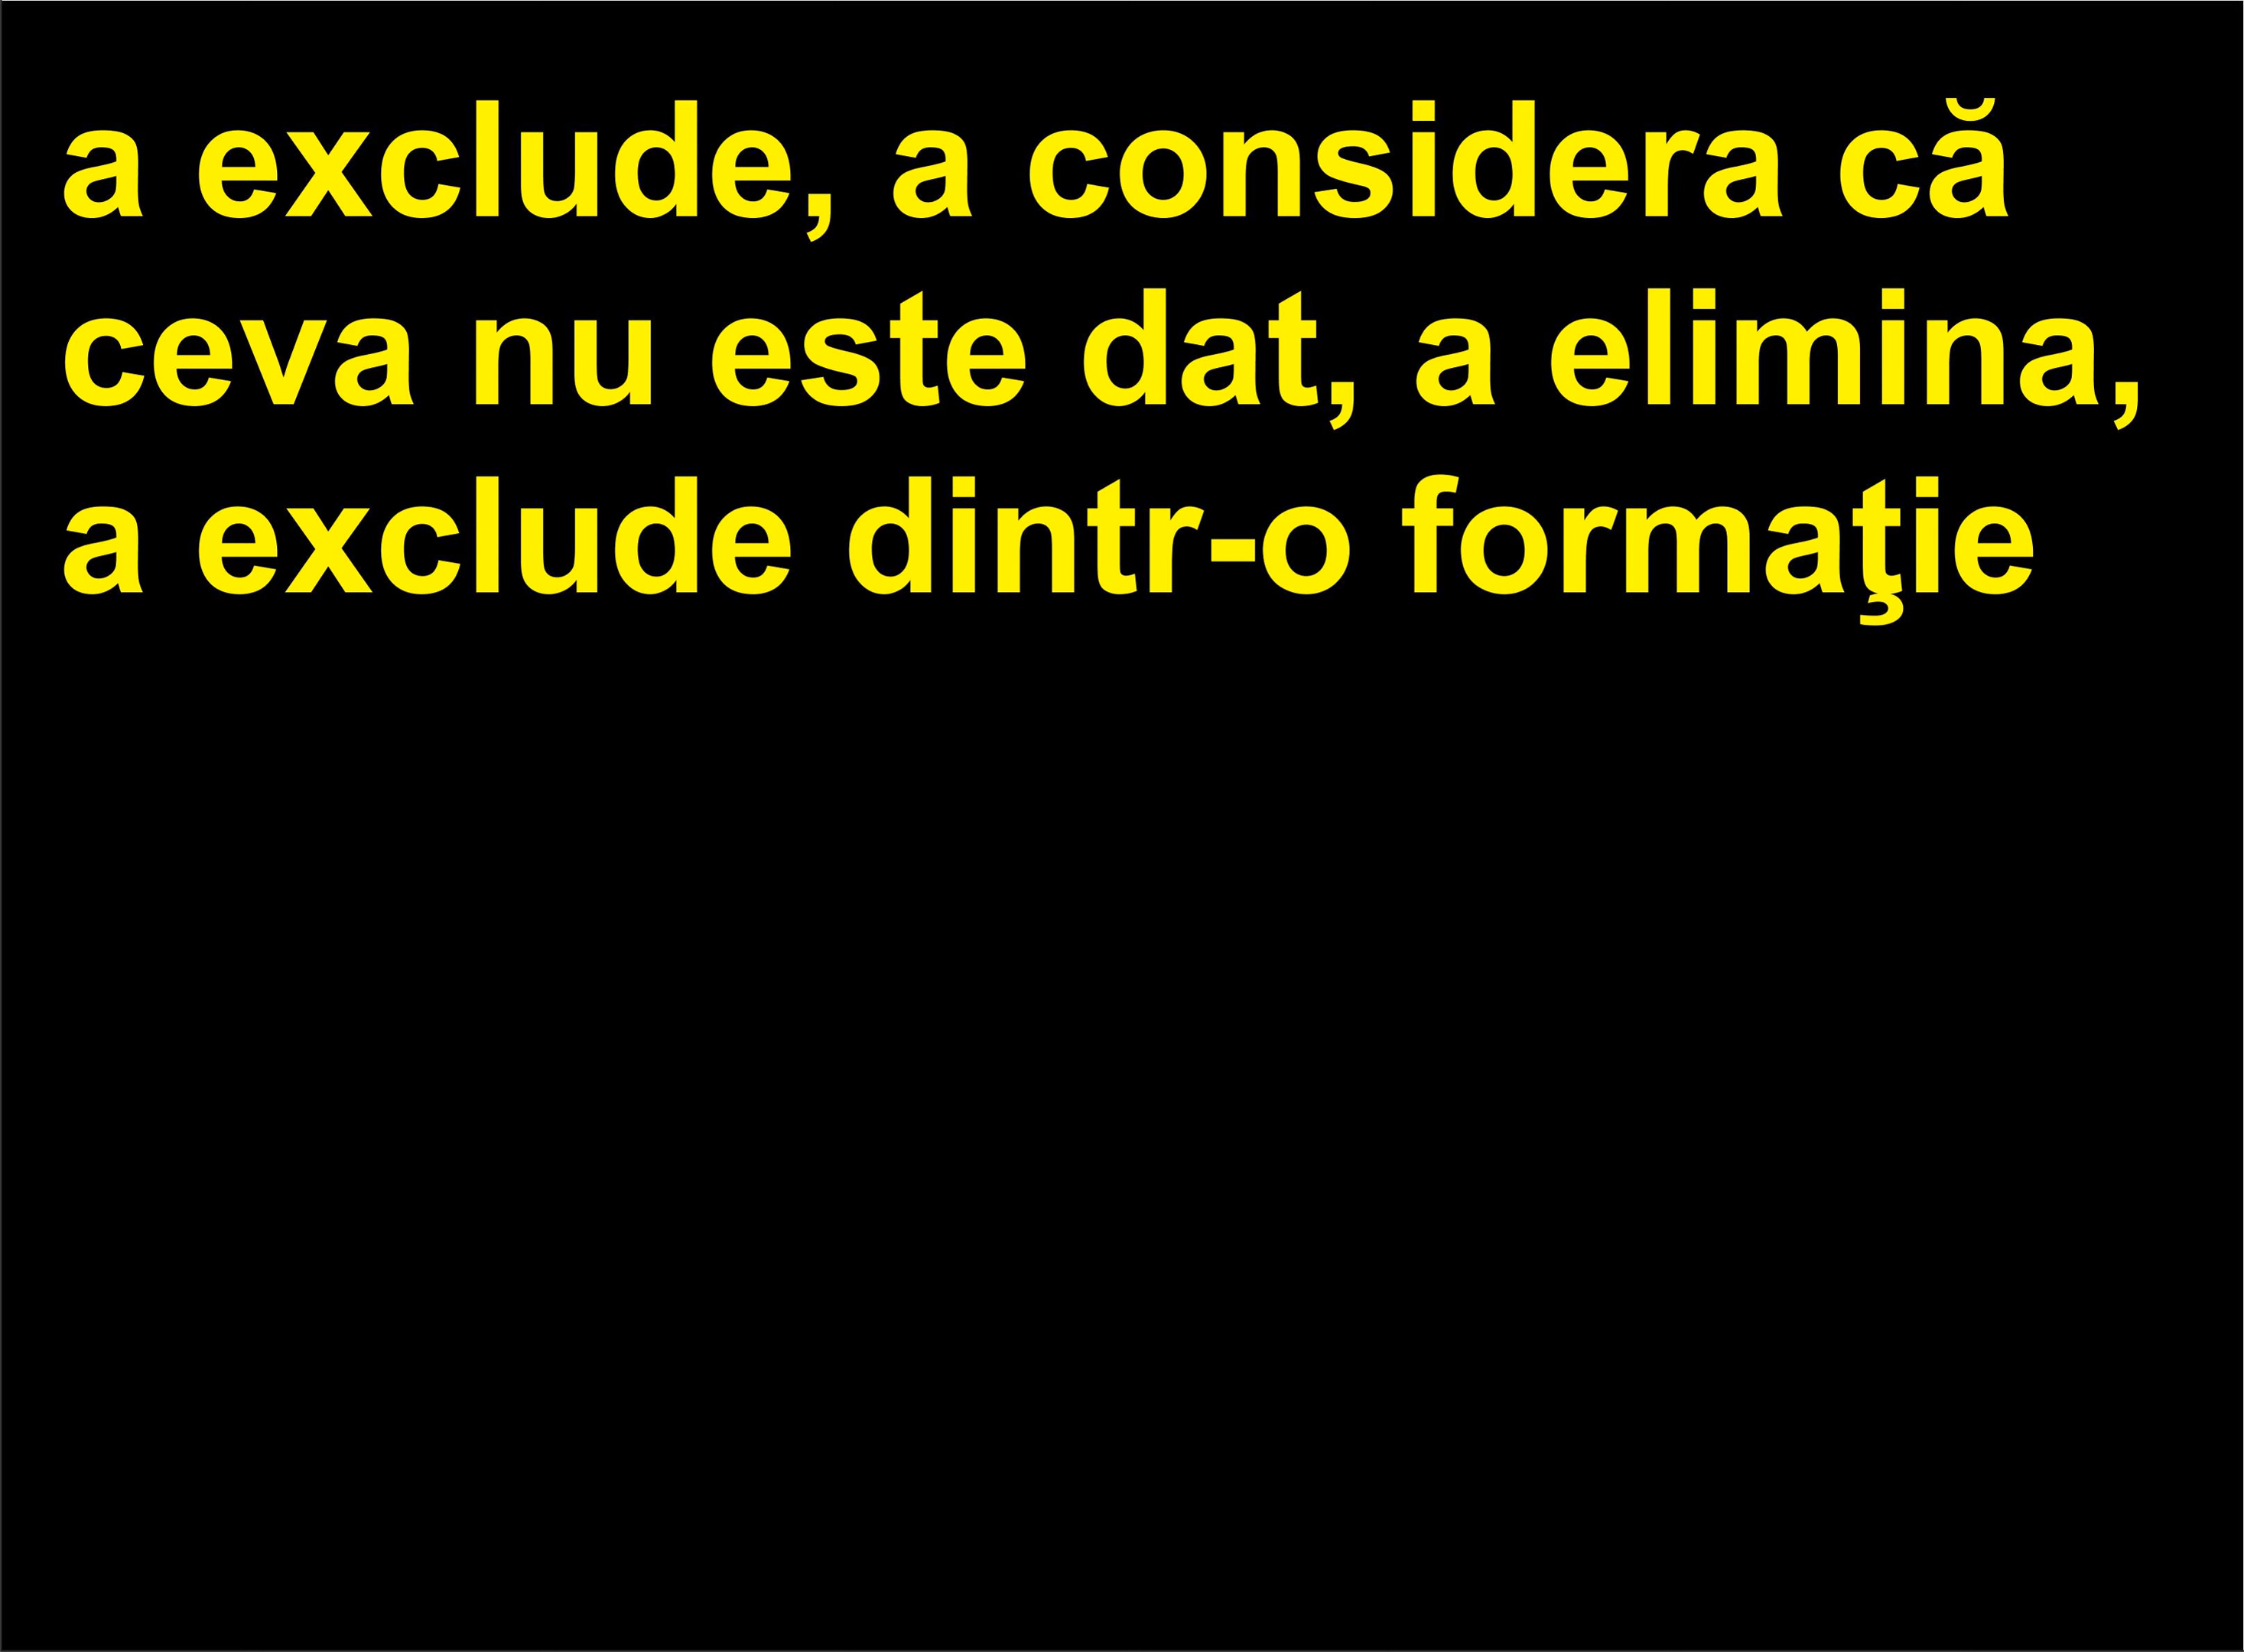 a exclude, a considera că
ceva nu este dat, a elimina,
a exclude dintr-o formaţie